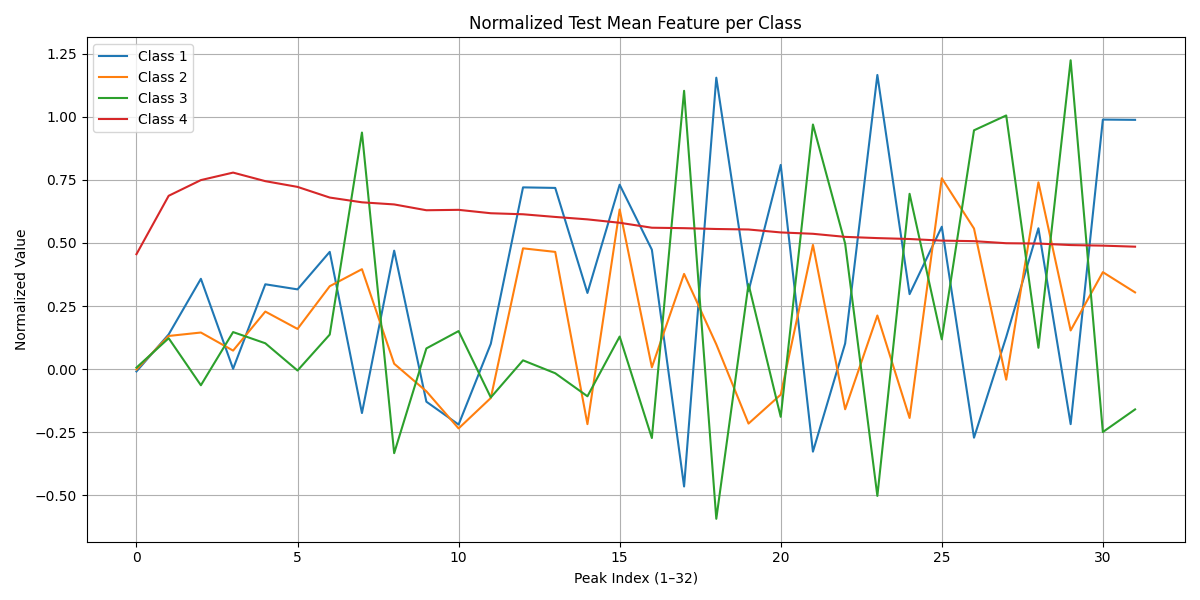 Normalized Test Mean Feature per Class
Class 1
Class 2
Class 3
Class 4
1.25
1.00
0.75
0.50
0.25
0.00
−0.25
−0.50
Normalized Value
0 5 10 15 20 25 30
Peak Index (1–32)